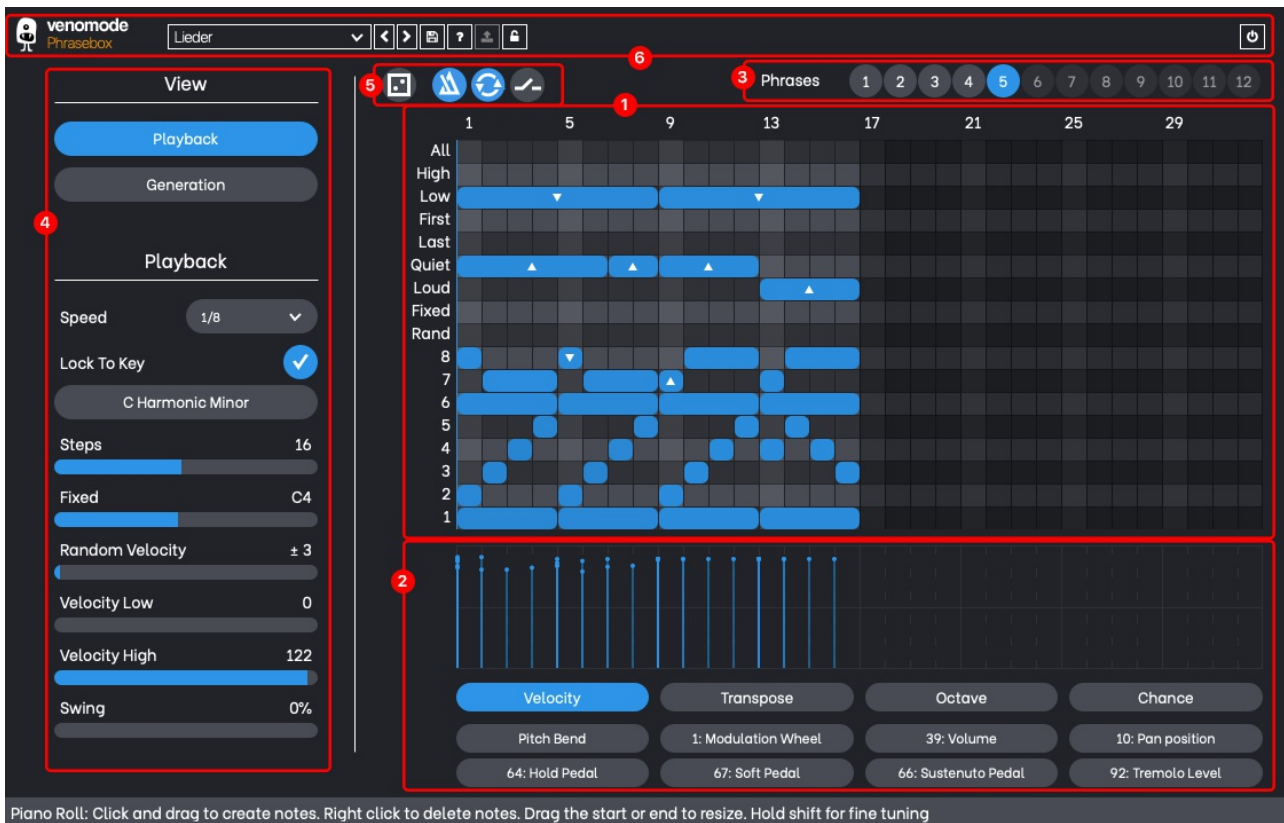 venomode
Phrasebox
Lieder
?
6
View
Playback
Generation
4
Playback
Speed 1/8
Lock To Key
C Harmonic Minor
Steps 16
Fixed C4
Random Velocity ± 3
Velocity Low 0
Velocity High 122
Swing 0%
5
3
Phrases 1 2 3 4 5 6 7 8 9 10 11 12
1
1 5 9 13 17 21 25 29
All
High
Low
First
Last
Quiet
Loud
Fixed
Rand
8
7
6
5
4
3
2
1
2
Velocity Transpose Octave Chance
Pitch Bend 1: Modulation Wheel 39: Volume 10: Pan position
64: Hold Pedal 67: Soft Pedal 66: Sustenuto Pedal 92: Tremolo Level
Piano Roll: Click and drag to create notes. Right click to delete notes. Drag the start or end to resize. Hold shift for fine tuning